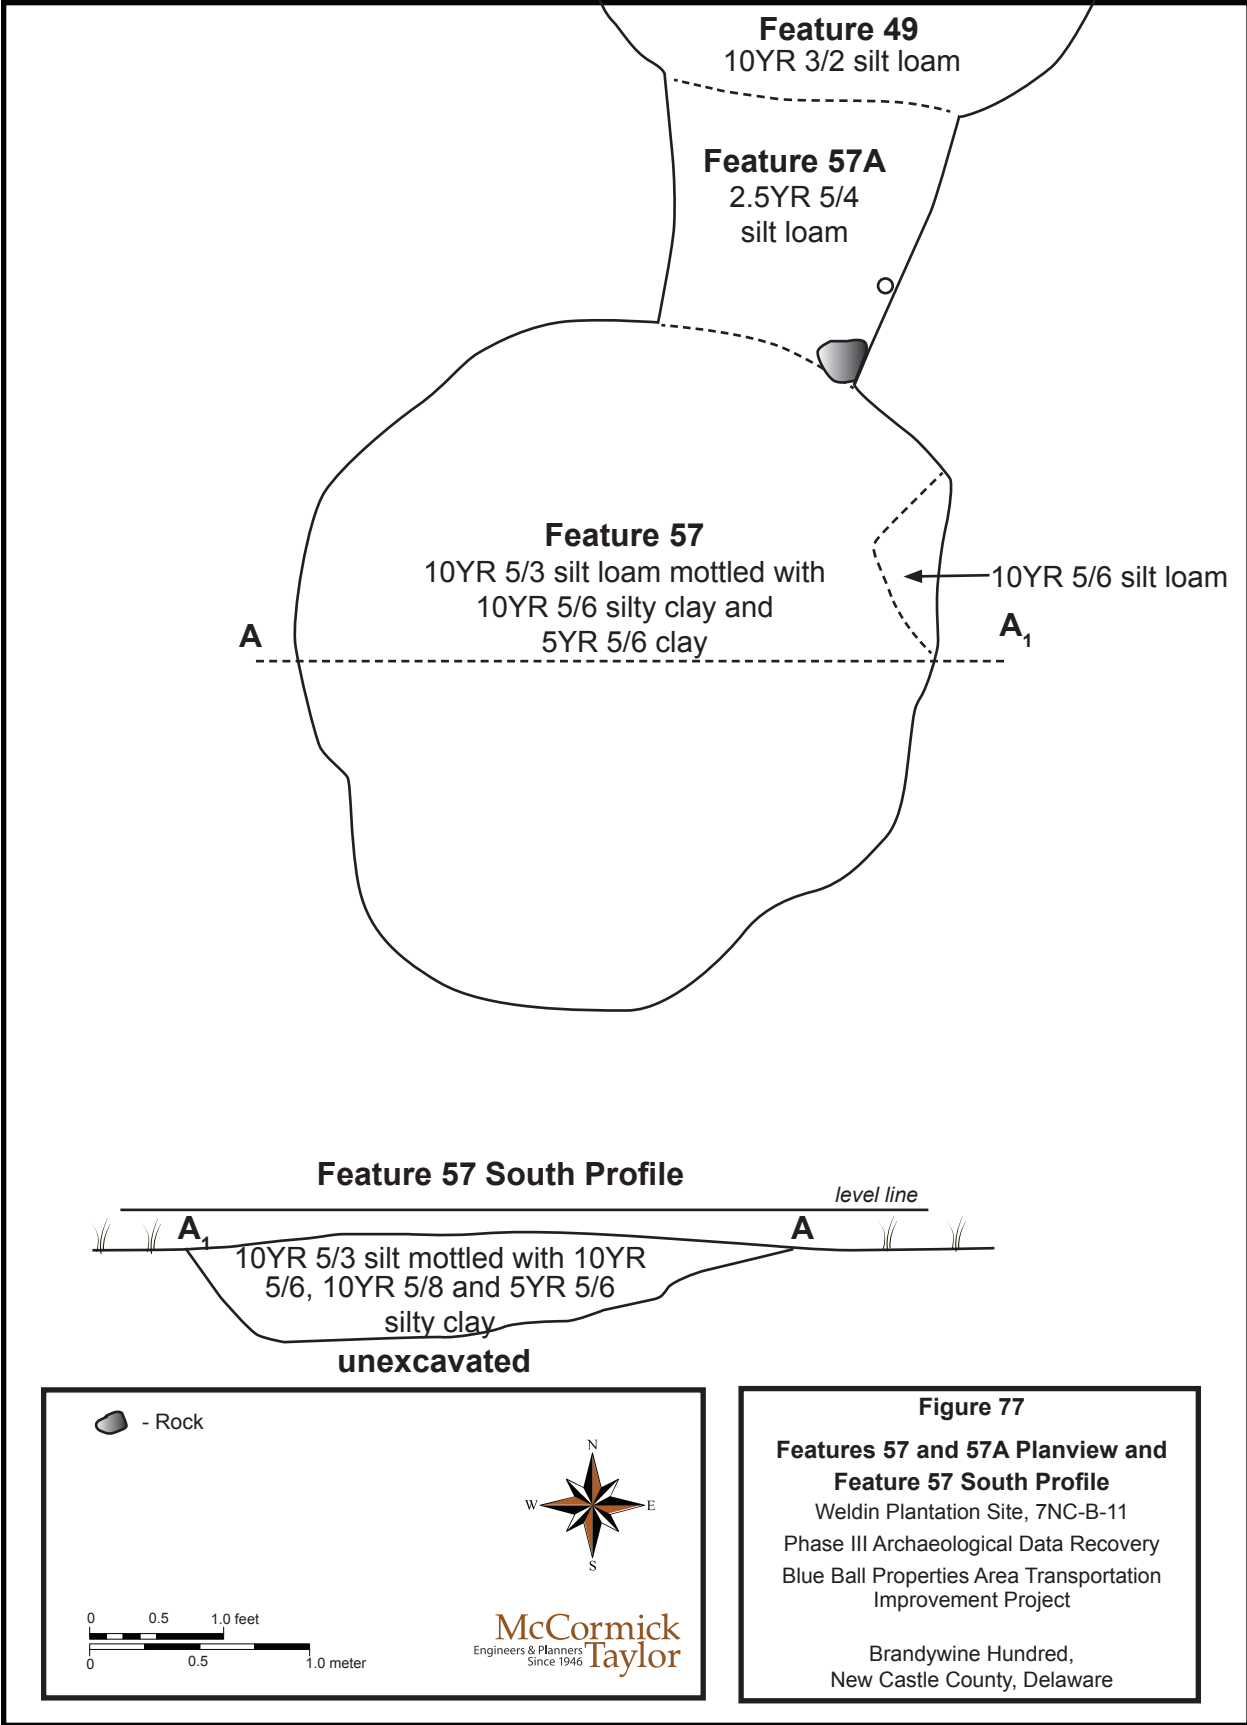 Feature 49
10YR 3/2 silt loam
Feature 57A
2.5YR 5/4
silt loam
Feature 57
10YR 5/3 silt loam mottled with
10YR 5/6 silty clay and
5YR 5/6 clay
10YR 5/6 silt loam
A
A1
Feature 57 South Profile
level line
A1
A
10YR 5/3 silt mottled with 10YR
5/6, 10YR 5/8 and 5YR 5/6
silty clay
unexcavated
- Rock
N
W
E
S
0 0.5 1.0 feet
0 0.5 1.0 meter
McCormick
Taylor
Engineers & Planners
Since 1946
Figure 77
Features 57 and 57A Planview and
Feature 57 South Profile
Weldin Plantation Site, 7NC-B-11
Phase III Archaeological Data Recovery
Blue Ball Properties Area Transportation
Improvement Project
Brandywine Hundred,
New Castle County, Delaware